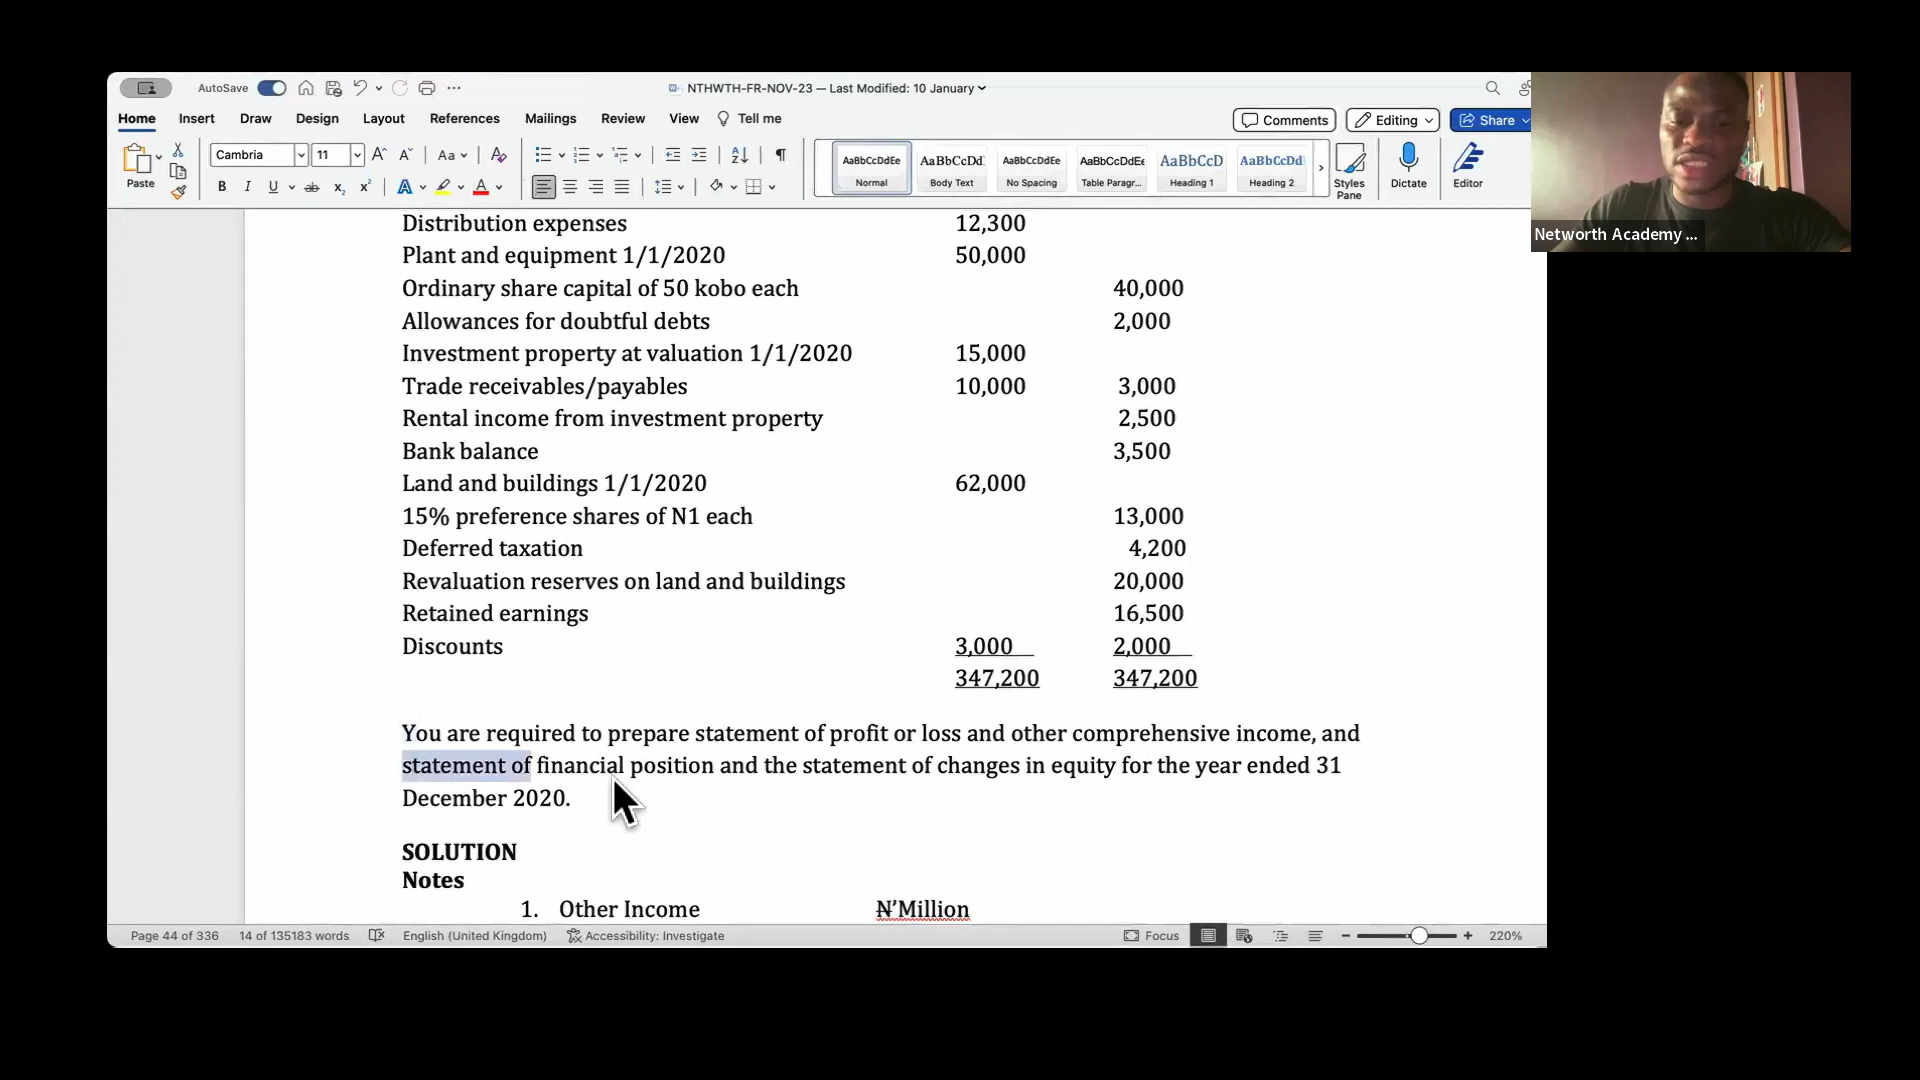 AutoSave
NTHWTH-FR-NOV-23 — Last Modified: 10 January
Home Insert Draw Design Layout References Mailings Review View Tell me
Comments Editing Share
Paste
Cambria 11
AaBbCcDdEe AaBbCcDd AaBbCcDdEe AaBbCcDdEe AaBbCcD AaBbCcDd
Normal Body Text No Spacing Table Paragr... Heading 1 Heading 2
Styles Pane Dictate Editor
Networth Academy ...
Distribution expenses 12,300
Plant and equipment 1/1/2020 50,000
Ordinary share capital of 50 kobo each 40,000
Allowances for doubtful debts 2,000
Investment property at valuation 1/1/2020 15,000
Trade receivables/payables 10,000 3,000
Rental income from investment property 2,500
Bank balance 3,500
Land and buildings 1/1/2020 62,000
15% preference shares of N1 each 13,000
Deferred taxation 4,200
Revaluation reserves on land and buildings 20,000
Retained earnings 16,500
Discounts 3,000 2,000
347,200 347,200
You are required to prepare statement of profit or loss and other comprehensive income, and
statement of financial position and the statement of changes in equity for the year ended 31
December 2020.
SOLUTION
Notes
1. Other Income ₦'Million
Page 44 of 336 14 of 135183 words English (United Kingdom) Accessibility: Investigate Focus 220%